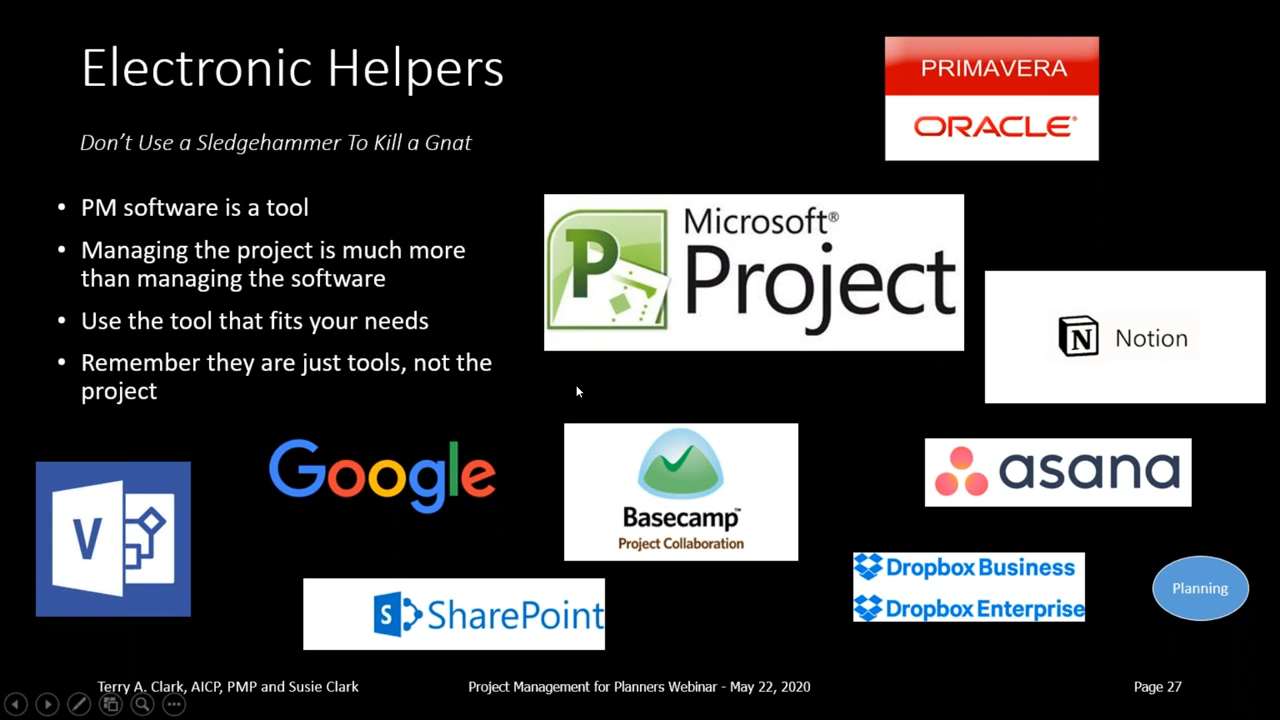 Electronic Helpers
Don't Use a Sledgehammer To Kill a Gnat
• PM software is a tool
• Managing the project is much more
than managing the software
• Use the tool that fits your needs
• Remember they are just tools, not the
project
PRIMAVERA
ORACLE®
P
Microsoft®
Project
N Notion
V
Google
Basecamp™
Project Collaboration
asana
S SharePoint
Dropbox Business
Dropbox Enterprise
Planning
Terry A. Clark, AICP, PMP and Susie Clark
Project Management for Planners Webinar - May 22, 2020
Page 27